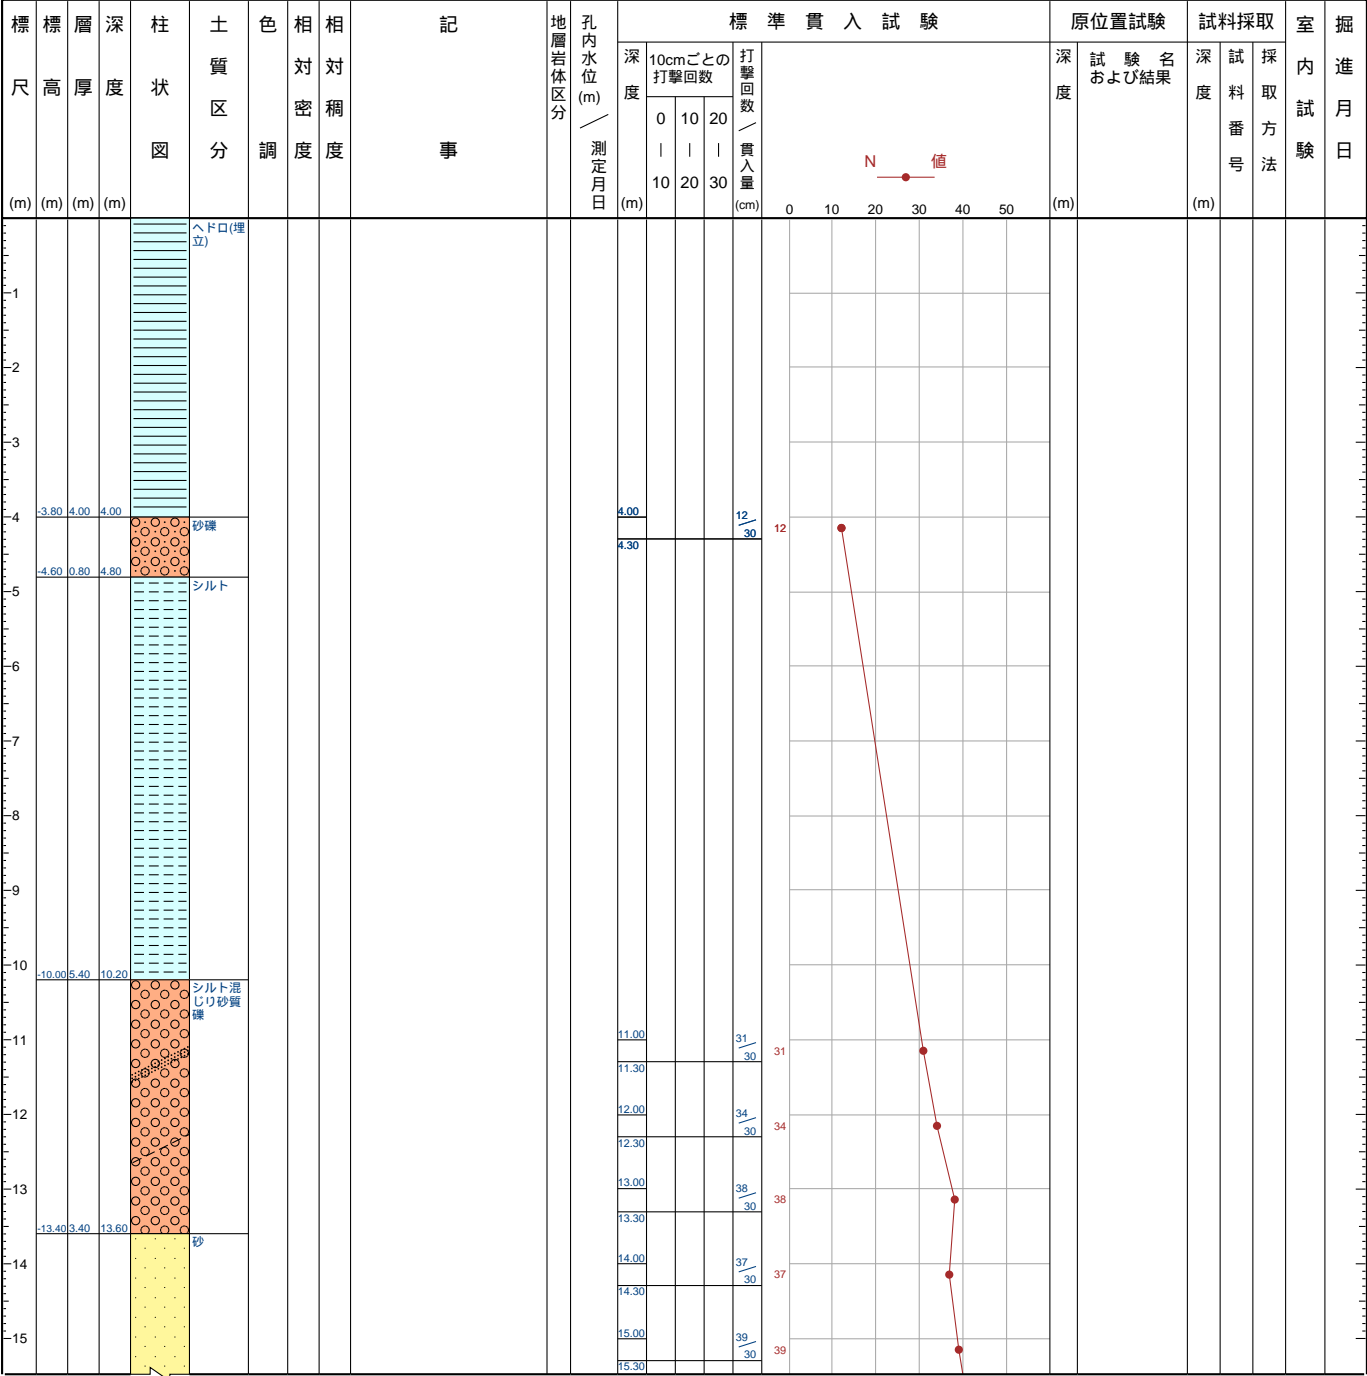 標尺(m)
標高(m)
層厚(m)
深度(m)
柱状図
土質区分
色調
相対密度
相対稠度
記事
地層岩体区分
孔内水位(m)／測定月日
標準貫入試験
深度(m)
10cmごとの
打撃回数
0 10 20
| | |
10 20 30
打撃回数／貫入量(cm)
N 値
0 10 20 30 40 50
原位置試験
深度(m)
試験名
および結果
試料採取
深度(m)
試料番号
採取方法
室内試験
掘進月日
ヘドロ(埋
立)
1
2
3
-3.80 4.00 4.00
4
砂礫
4.00
12/30
12
4.30
-4.60 0.80 4.80
シルト
5
6
7
8
9
10
-10.00 5.40 10.20
シルト混
じり砂質
礫
11
11.00
31/30
31
11.30
12
12.00
34/30
34
12.30
13
13.00
38/30
38
13.30
-13.40 3.40 13.60
砂
14
14.00
37/30
37
14.30
15
15.00
39/30
39
15.30